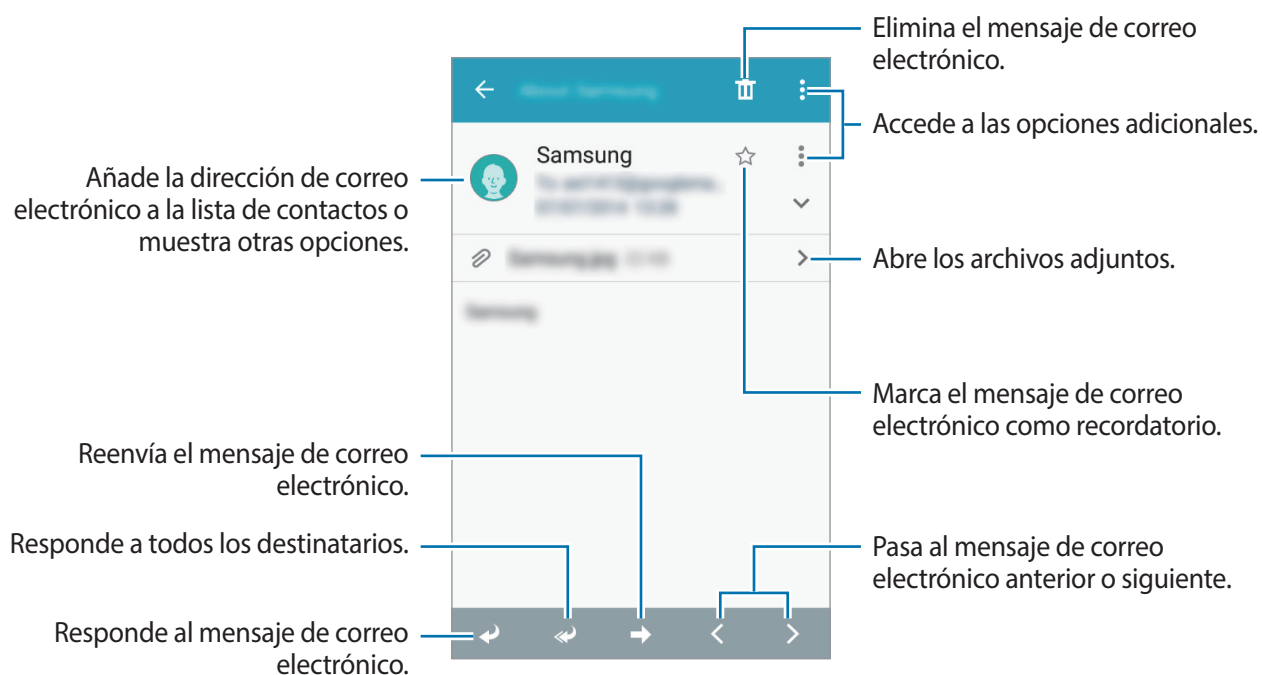 Elimina el mensaje de correo
electrónico.
Accede a las opciones adicionales.
Samsung
Añade la dirección de correo
electrónico a la lista de contactos o
muestra otras opciones.
Abre los archivos adjuntos.
Marca el mensaje de correo
electrónico como recordatorio.
Reenvía el mensaje de correo
electrónico.
Responde a todos los destinatarios.
Pasa al mensaje de correo
electrónico anterior o siguiente.
Responde al mensaje de correo
electrónico.